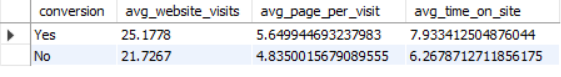 conversion avg_website_visits avg_page_per_visit avg_time_on_site
Yes 25.1778 5.649944693237983 7.933412504876044
No 21.7267 4.8350015679089555 6.2678712711856175